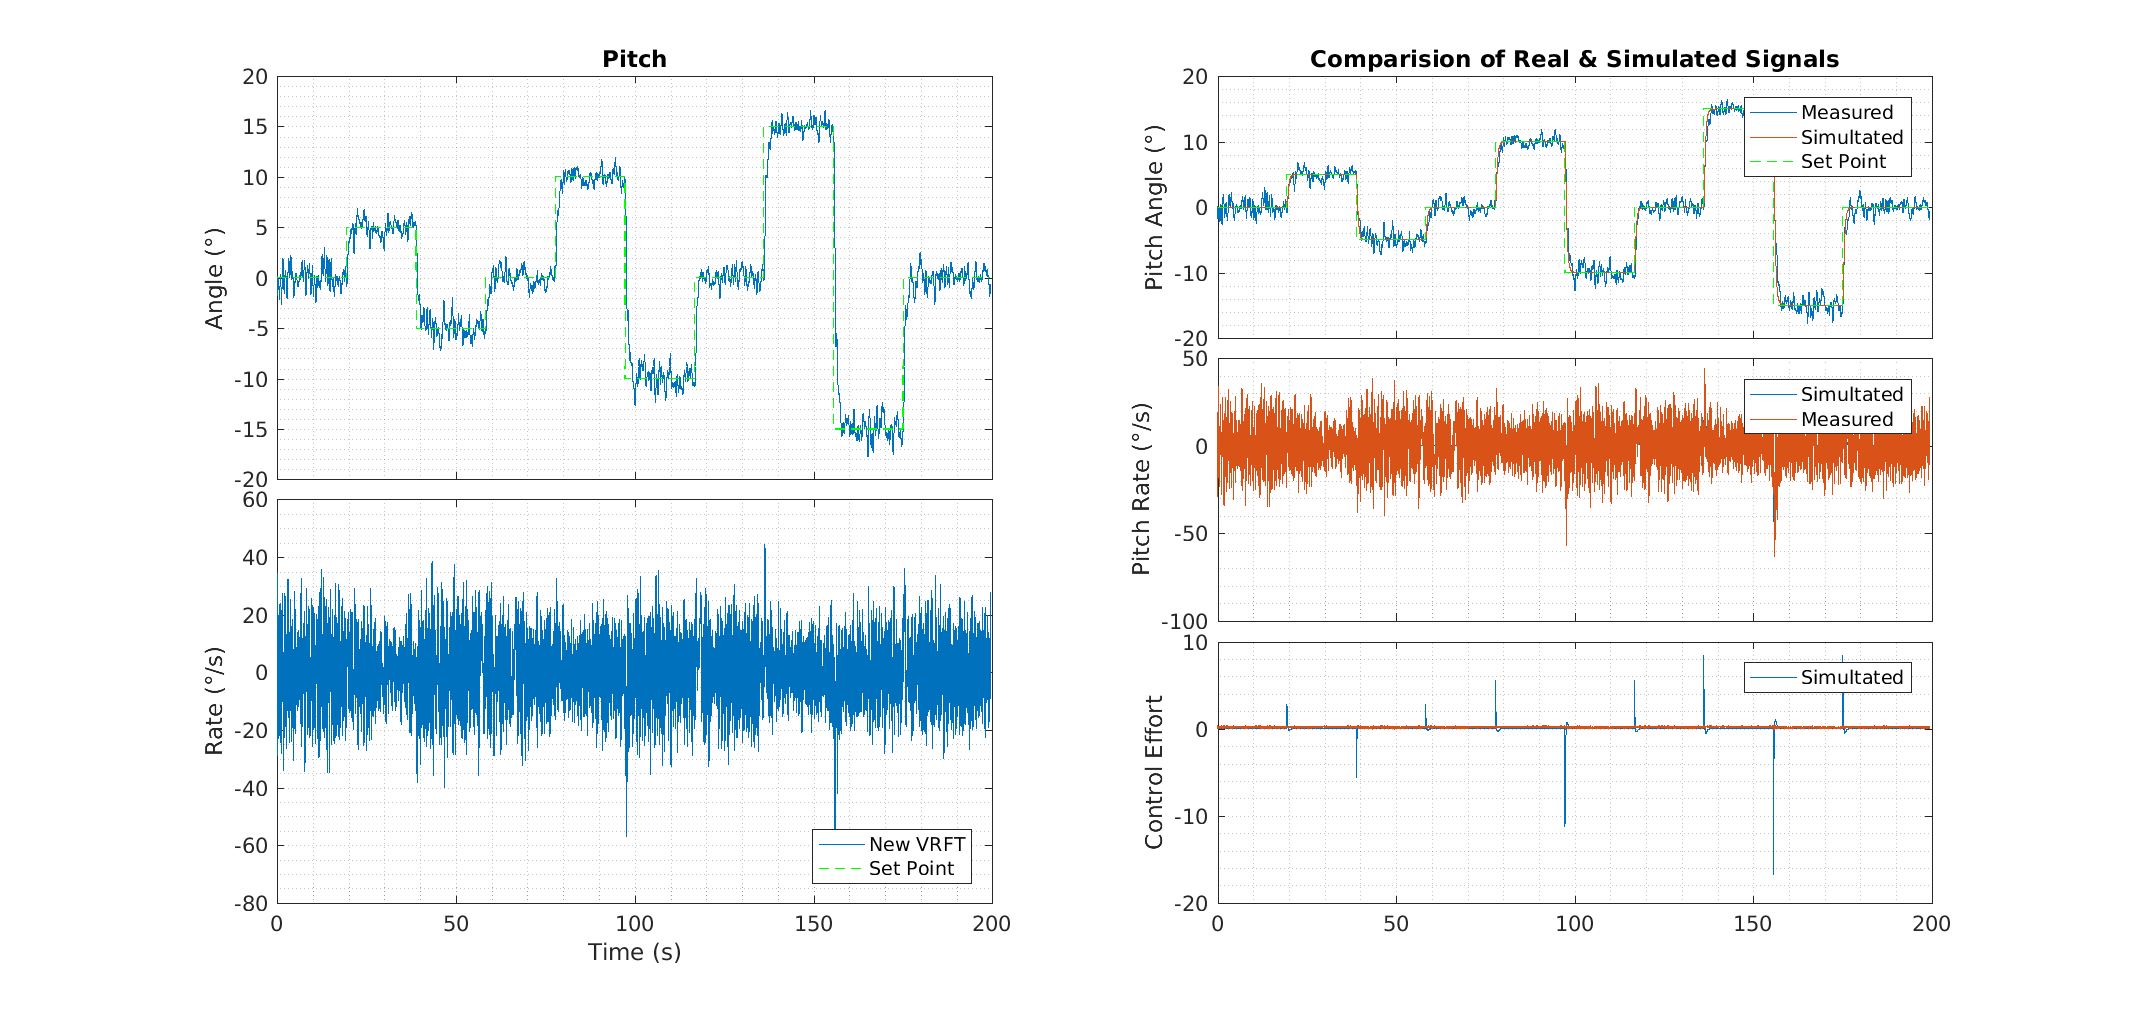 Pitch
20
15
10
5
0
-5
-10
-15
-20
Angle (°)
60
40
20
0
-20
-40
-60
-80
Rate (°/s)
New VRFT
Set Point
0
50
100
150
200
Time (s)
Comparision of Real & Simulated Signals
20
10
0
-10
-20
Pitch Angle (°)
Measured
Simultated
Set Point
50
0
-50
-100
Pitch Rate (°/s)
Simultated
Measured
10
0
-10
-20
Control Effort
Simultated
0
50
100
150
200